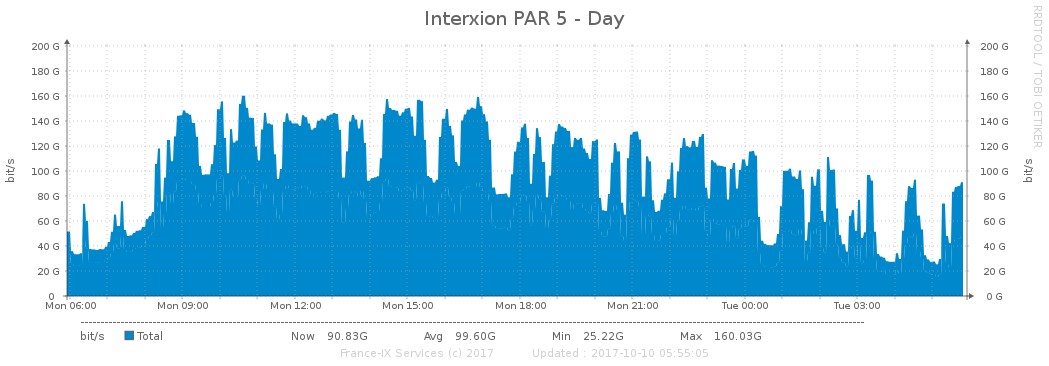 Interxion PAR 5 - Day
RRDTOOL / TOBI OETIKER
200 G 200 G
180 G 180 G
160 G 160 G
140 G 140 G
120 G 120 G
100 G 100 G
80 G 80 G
60 G 60 G
40 G 40 G
20 G 20 G
0 0 G
bit/s bit/s
Mon 06:00 Mon 09:00 Mon 12:00 Mon 15:00 Mon 18:00 Mon 21:00 Tue 00:00 Tue 03:00
bit/s Total Now 90.83G Avg 99.60G Min 25.22G Max 160.03G
France-IX Services (c) 2017 Updated : 2017-10-10 05:55:05